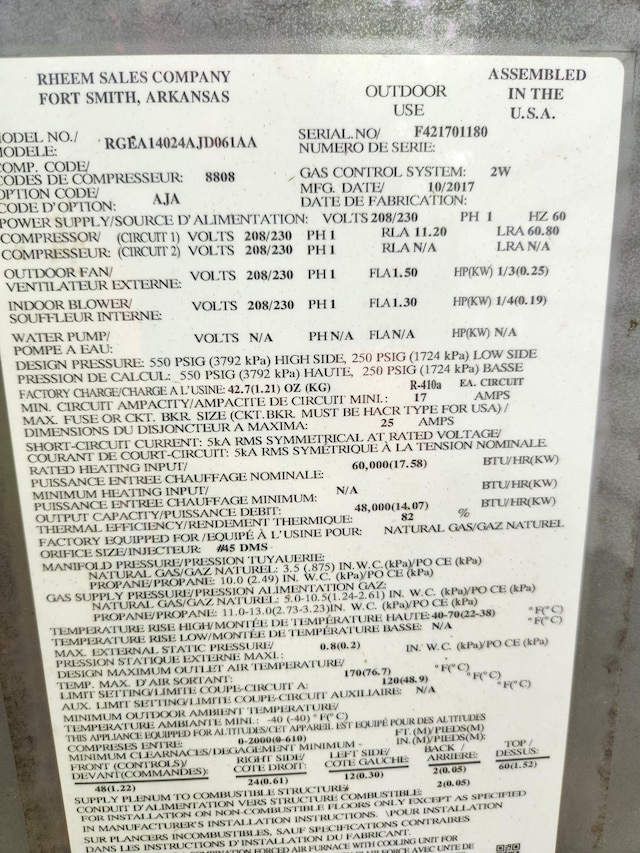 RHEEM SALES COMPANY
FORT SMITH, ARKANSAS
OUTDOOR
USE
ASSEMBLED
IN THE
U.S.A.
MODEL NO./ RGEA14024AJD061AA SERIAL.NO/ F421701180
MODELE: NUMERO DE SERIE:
COMP. CODE/
CODES DE COMPRESEUR: 8808 GAS CONTROL SYSTEM: 2W
OPTION CODE/ MFG. DATE/ 10/2017
CODE D'OPTION: AJA DATE DE FABRICATION:
POWER SUPPLY/SOURCE D'ALIMENTATION: VOLTS 208/230 PH 1 HZ 60
COMPRESSOR/ (CIRCUIT 1) VOLTS 208/230 PH 1 RLA 11.20 LRA 60.80
COMPRESSEUR: (CIRCUIT 2) VOLTS 208/230 PH 1 RLA N/A LRA N/A
OUTDOOR FAN/ VOLTS 208/230 PH 1 FLA 1.50 HP(KW) 1/3(0.25)
VENTILATEUR EXTERNE:
INDOOR BLOWER/ VOLTS 208/230 PH 1 FLA 1.30 HP(KW) 1/4(0.19)
SOUFFLEUR INTERNE:
WATER PUMP/ VOLTS N/A PH N/A FLA N/A HP(KW) N/A
POMPE A EAU:
DESIGN PRESSURE: 550 PSIG (3792 kPa) HIGH SIDE, 250 PSIG (1724 kPa) LOW SIDE
PRESSION DE CALCUL: 550 PSIG (3792 kPa) HAUTE, 250 PSIG (1724 kPa) BASSE
FACTORY CHARGE/CHARGE A L'USINE: 42.7(1.21) OZ (KG) R-410a EA. CIRCUIT
MIN. CIRCUIT AMPACITY/AMPACITE DE CIRCUIT MINI.: 17 AMPS
MAX. FUSE OR CKT. BKR. SIZE (CKT.BKR. MUST BE HACR TYPE FOR USA)/
DIMENSIONS DU DISJONCTEUR A MAXIMA: 25 AMPS
SHORT-CIRCUIT CURRENT: 5kA RMS SYMMETRICAL AT RATED VOLTAGE/
COURANT DE COURT-CIRCUIT: 5kA RMS SYMÉTRIQUE À LA TENSION NOMINALE.
RATED HEATING INPUT/ 60,000(17.58) BTU/HR(KW)
PUISSANCE ENTREE CHAUFFAGE NOMINALE:
MINIMUM HEATING INPUT/ N/A BTU/HR(KW)
PUISSANCE ENTREE CHAUFFAGE MINIMUM:
OUTPUT CAPACITY/PUISSANCE DEBIT: 48,000(14.07) BTU/HR(KW)
THERMAL EFFICIENCY/RENDEMENT THERMIQUE: 82 %
FACTORY EQUIPPED FOR /EQUIPÉ À L'USINE POUR: NATURAL GAS/GAZ NATUREL
ORIFICE SIZE/INJECTEUR: #45 DMS
MANIFOLD PRESSURE/PRESSION TUYAUERIE:
NATURAL GAS/GAZ NATUREL: 3.5 (.875) IN.W.C. (kPa)/PO CE (kPa)
PROPANE/PROPANE: 10.0 (2.49) IN. W.C. (kPa)/PO CE (kPa)
GAS SUPPLY PRESSURE/PRESSION ALIMENTATION GAZ:
NATURAL GAS/GAZ NATUREL: 5.0-10.5(1.24-2.61) IN. W.C. (kPa)/PO CE (kPa)
PROPANE/PROPANE: 11.0-13.0(2.73-3.23)IN. W.C. (kPa)/PO CE (kPa)
TEMPERATURE RISE HIGH/MONTÉE DE TEMPÉRATURE HAUTE: 40-70(22-38) °F(°C)
TEMPERATURE RISE LOW/MONTÉE DE TEMPÉRATURE BASSE: N/A °F(°C)
MAX. EXTERNAL STATIC PRESSURE/ 0.8(0.2) IN. W.C. (kPa)/PO CE (kPa)
PRESSION STATIQUE EXTERNE MAXI.:
DESIGN MAXIMUM OUTLET AIR TEMPERATURE/
TEMP. MAX. D'AIR SORTANT: 170(76.7) °F(°C)
LIMIT SETTING/LIMITE COUPE-CIRCUIT A: 120(48.9) °F(°C)
AUX. LIMIT SETTING/LIMITE COUPE-CIRCUIT AUXILIAIRE: N/A °F(°C)
MINIMUM OUTDOOR AMBIENT TEMPERATURE/
TEMPERATURE AMBIANTE MINI.: -40 (-40) °F(°C)
THIS APPLIANCE EQUIPPED FOR ALTITUDES/CET APPAREIL EST EQUIPÉ POUR DES ALTITUDES
COMPRESES ENTRE: 0-2000(0-610) FT. (M)/PIEDS(M)
MINIMUM CLEARNACES/DEGAGEMENT MINIMUM - IN.(M)/PIEDS(M):
FRONT (CONTROLS)/ RIGHT SIDE/ LEFT SIDE/ BACK / TOP /
DEVANT(COMMANDES): COTE DROIT: COTE GAUCHE: ARRIERE: DESSUS:
48(1.22) 24(0.61) 12(0.30) 2(0.05) 60(1.52)
SUPPLY PLENUM TO COMBUSTIBLE STRUCTURE/ 2(0.05)
CONDUIT D'ALIMENTATION VERS STRUCTURE COMBUSTIBLE:
FOR INSTALLATION ON NON-COMBUSTIBLE FLOORS ONLY EXCEPT AS SPECIFIED
IN MANUFACTURER'S INSTALLATION INSTRUCTIONS. \POUR INSTALLATION
SUR PLANCERS INCOMBUSTIBLES, SAUF SPECIFICATIONS CONTRAIRES
DANS LES INSTRUCTIONS D'INSTALLATION DU FABRICANT.
COMBINATION FORCED AIR FURNACE WITH COOLING UNIT FOR